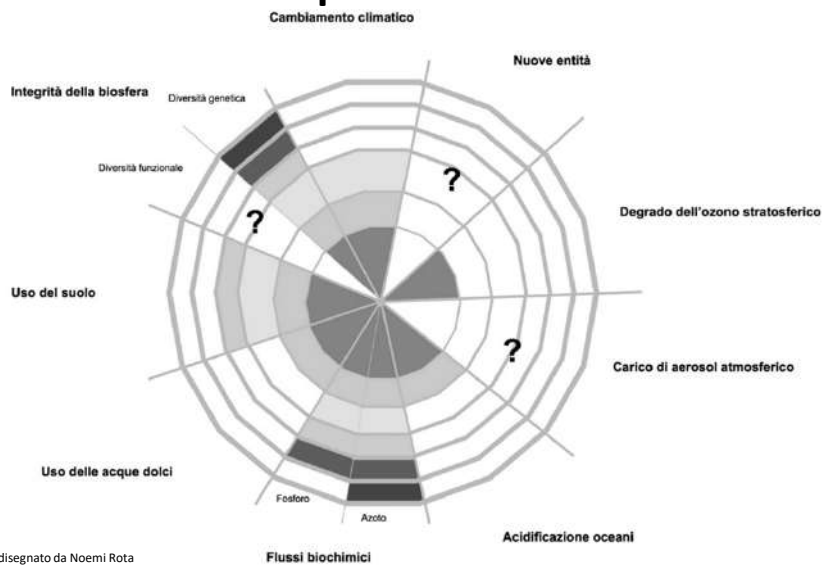 Cambiamento climatico
Nuove entità
Integrità della biosfera
Diversità genetica
Diversità funzionale
?
?
Degrado dell'ozono stratosferico
Uso del suolo
?
Carico di aerosol atmosferico
Uso delle acque dolci
Fosforo
Azoto
Acidificazione oceani
Flussi biochimici
disegnato da Noemi Rota